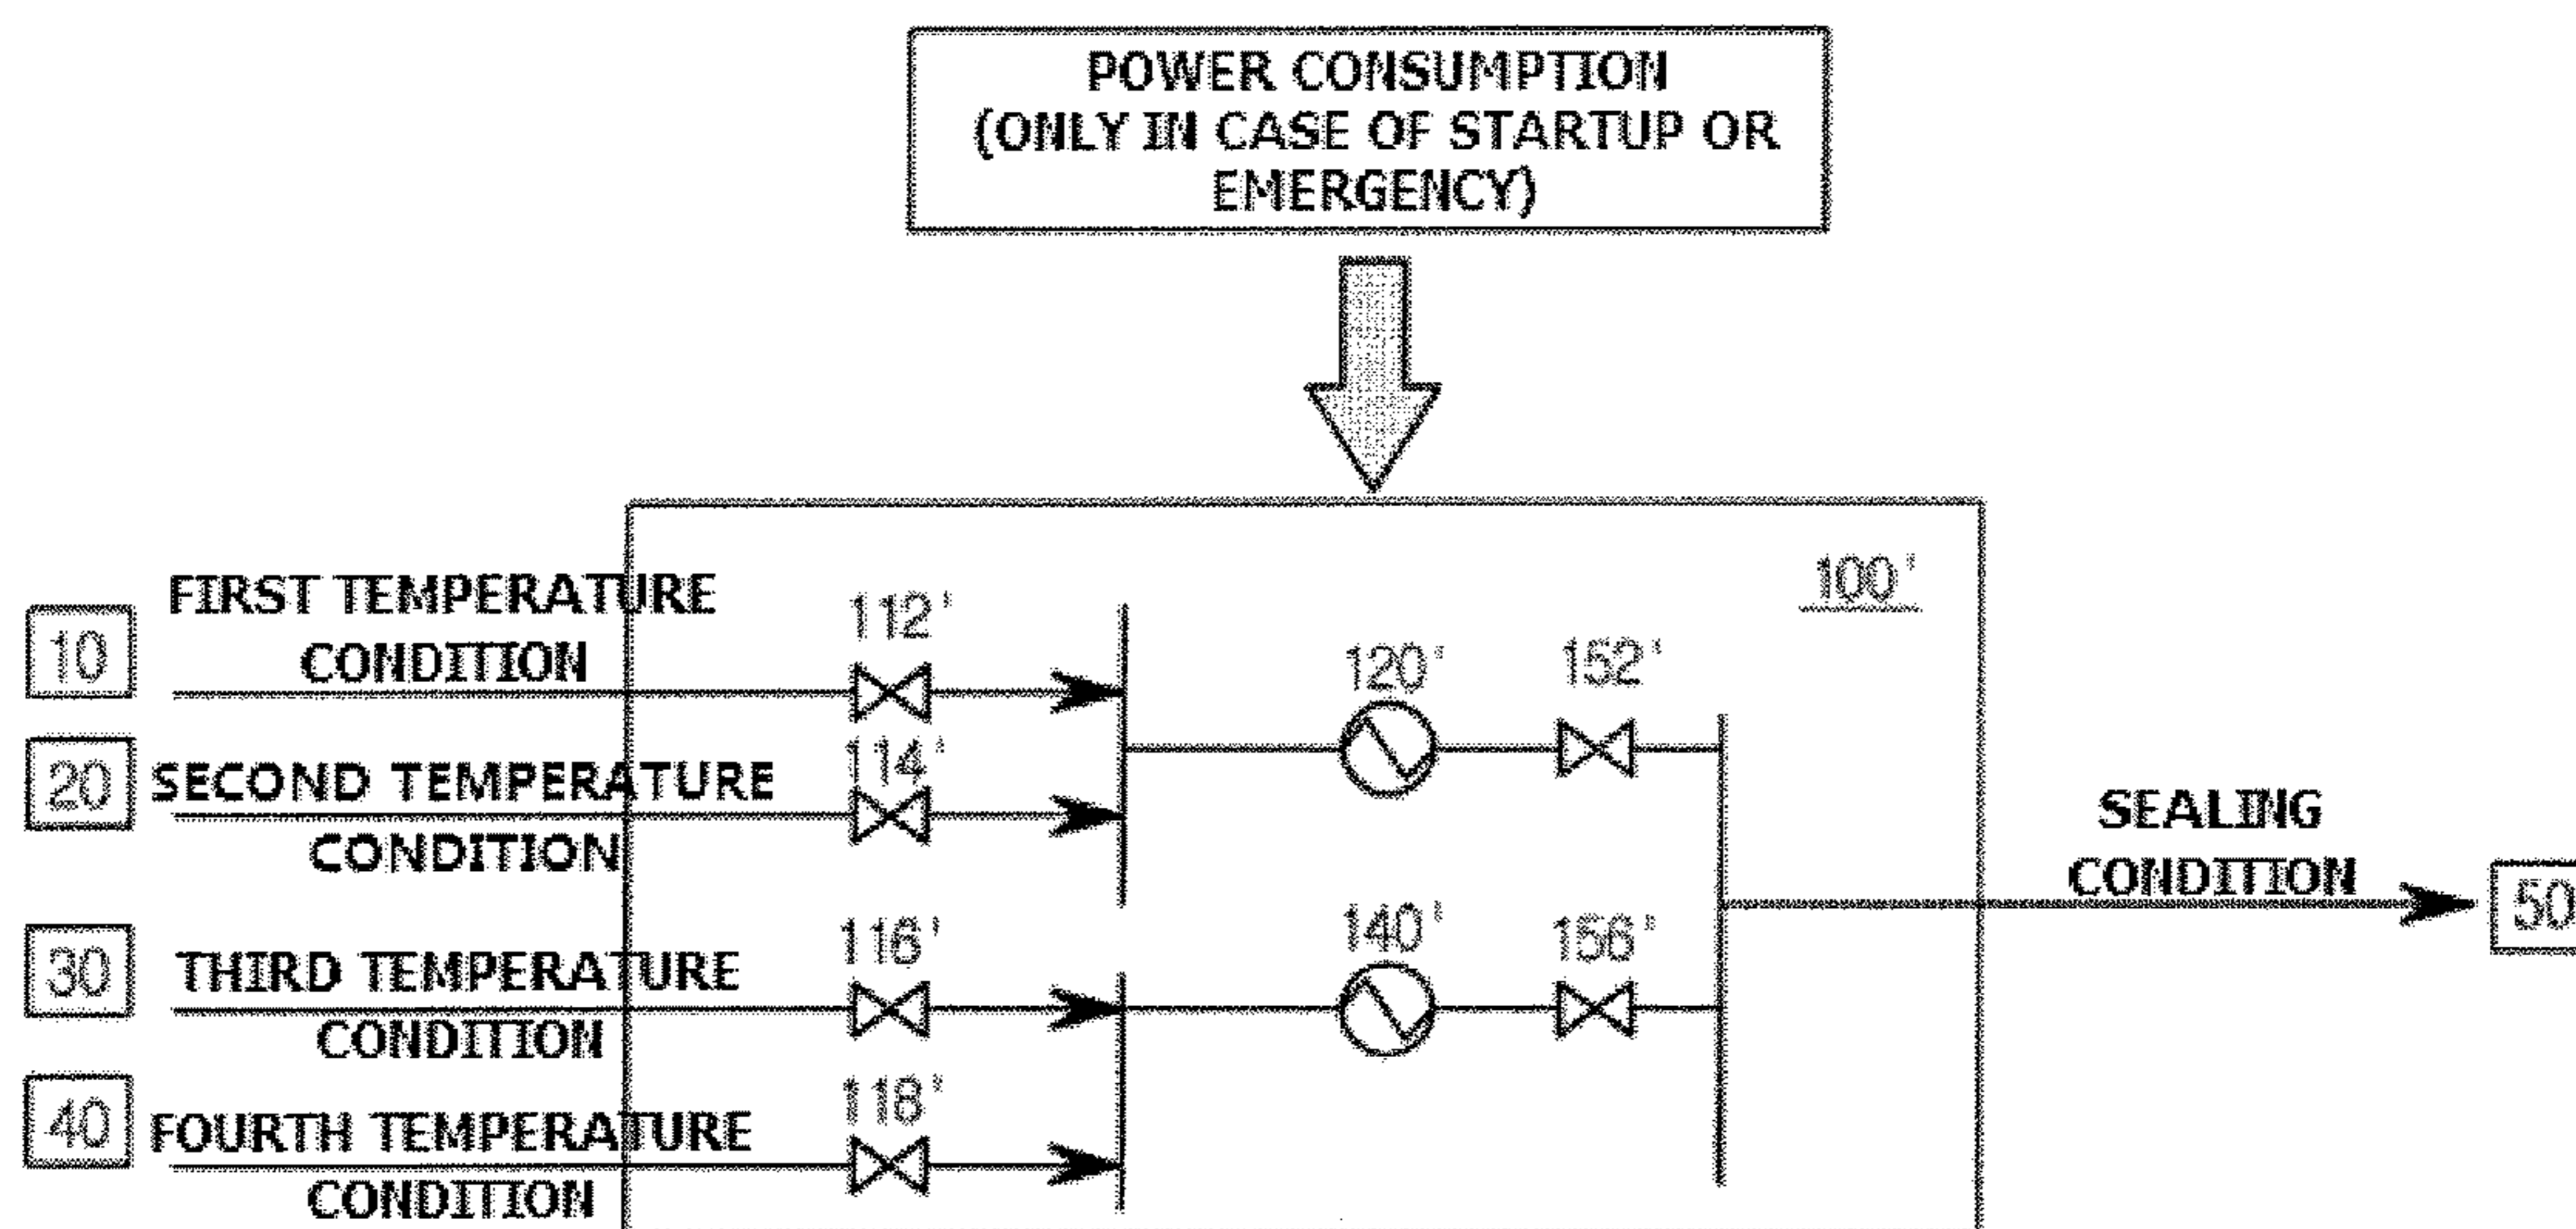 POWER CONSUMPTION
(ONLY IN CASE OF STARTUP OR
EMERGENCY)
100'
10
FIRST TEMPERATURE
CONDITION
112'
120'
152'
20
SECOND TEMPERATURE
CONDITION
114'
SEALING
CONDITION
50
30
THIRD TEMPERATURE
CONDITION
116'
140'
156'
40
FOURTH TEMPERATURE
CONDITION
118'